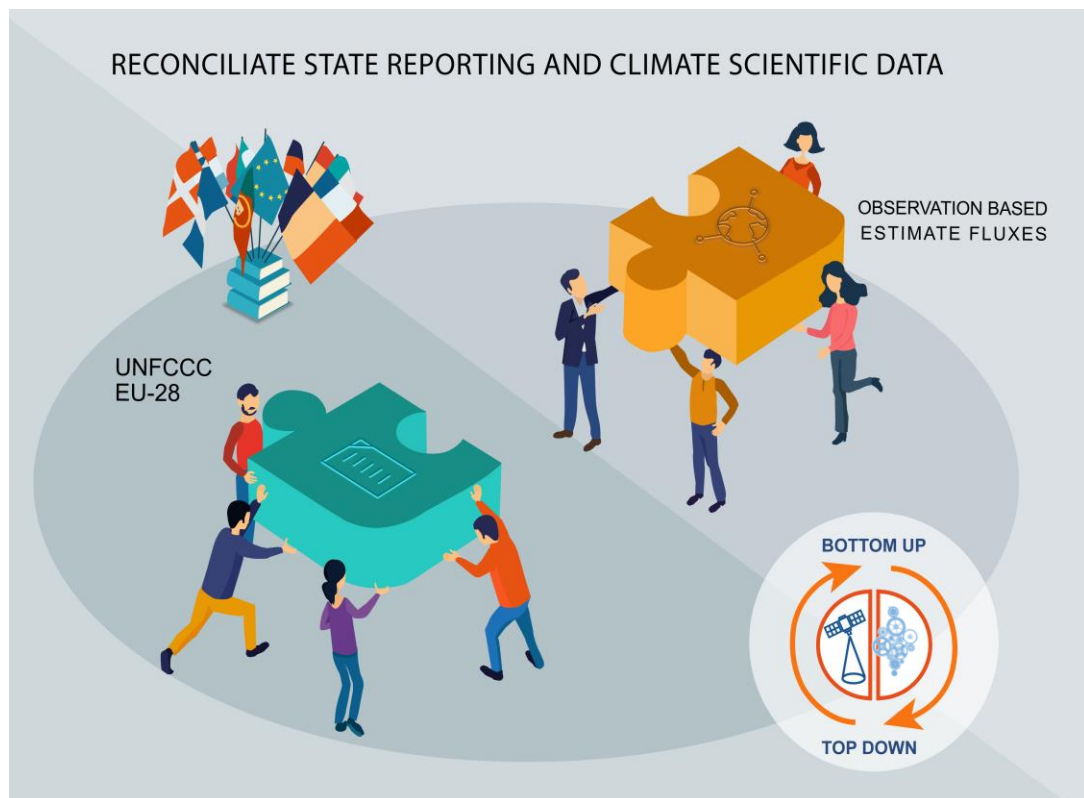 RECONCILIATE STATE REPORTING AND CLIMATE SCIENTIFIC DATA
OBSERVATION BASED
ESTIMATE FLUXES
UNFCCC
EU-28
BOTTOM UP
TOP DOWN